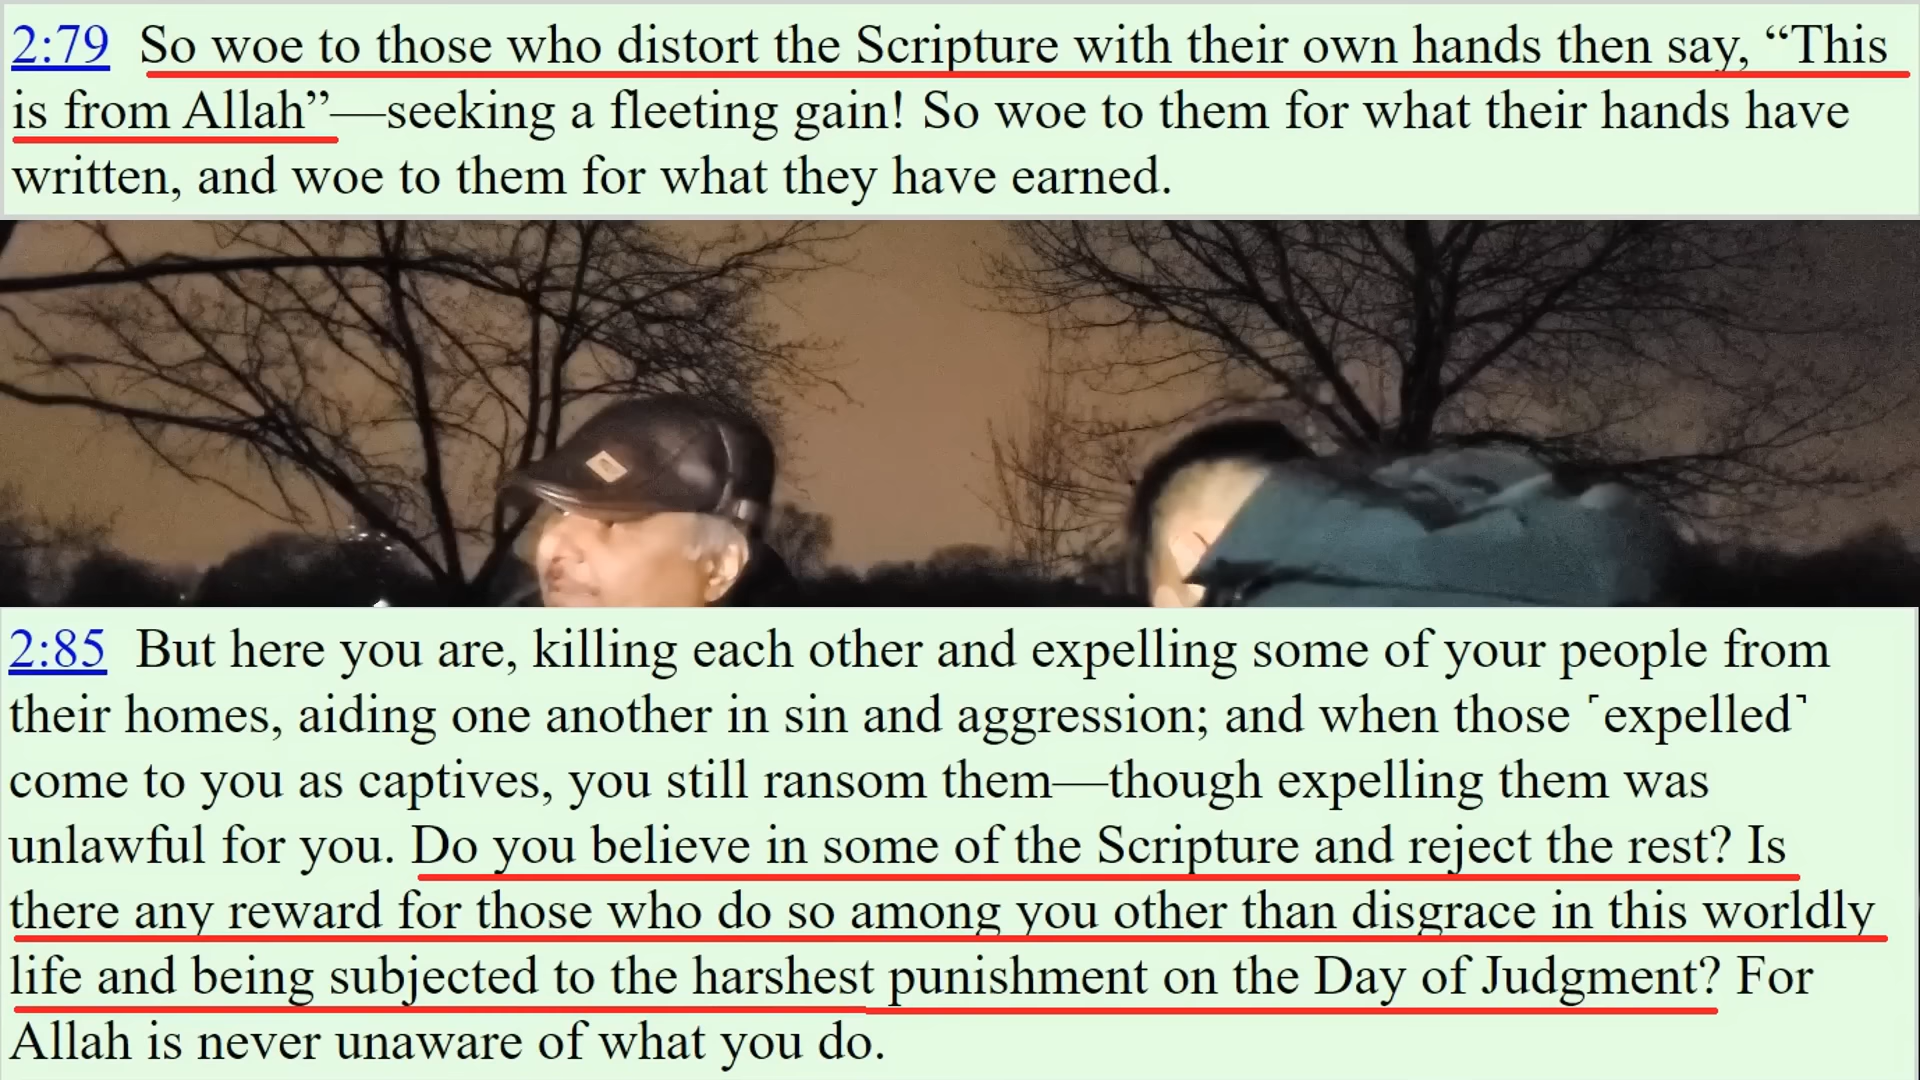 2:79 So woe to those who distort the Scripture with their own hands then say, “This
is from Allah”—seeking a fleeting gain! So woe to them for what their hands have
written, and woe to them for what they have earned.
2:85 But here you are, killing each other and expelling some of your people from
their homes, aiding one another in sin and aggression; and when those ˹expelled˺
come to you as captives, you still ransom them—though expelling them was
unlawful for you. Do you believe in some of the Scripture and reject the rest? Is
there any reward for those who do so among you other than disgrace in this worldly
life and being subjected to the harshest punishment on the Day of Judgment? For
Allah is never unaware of what you do.